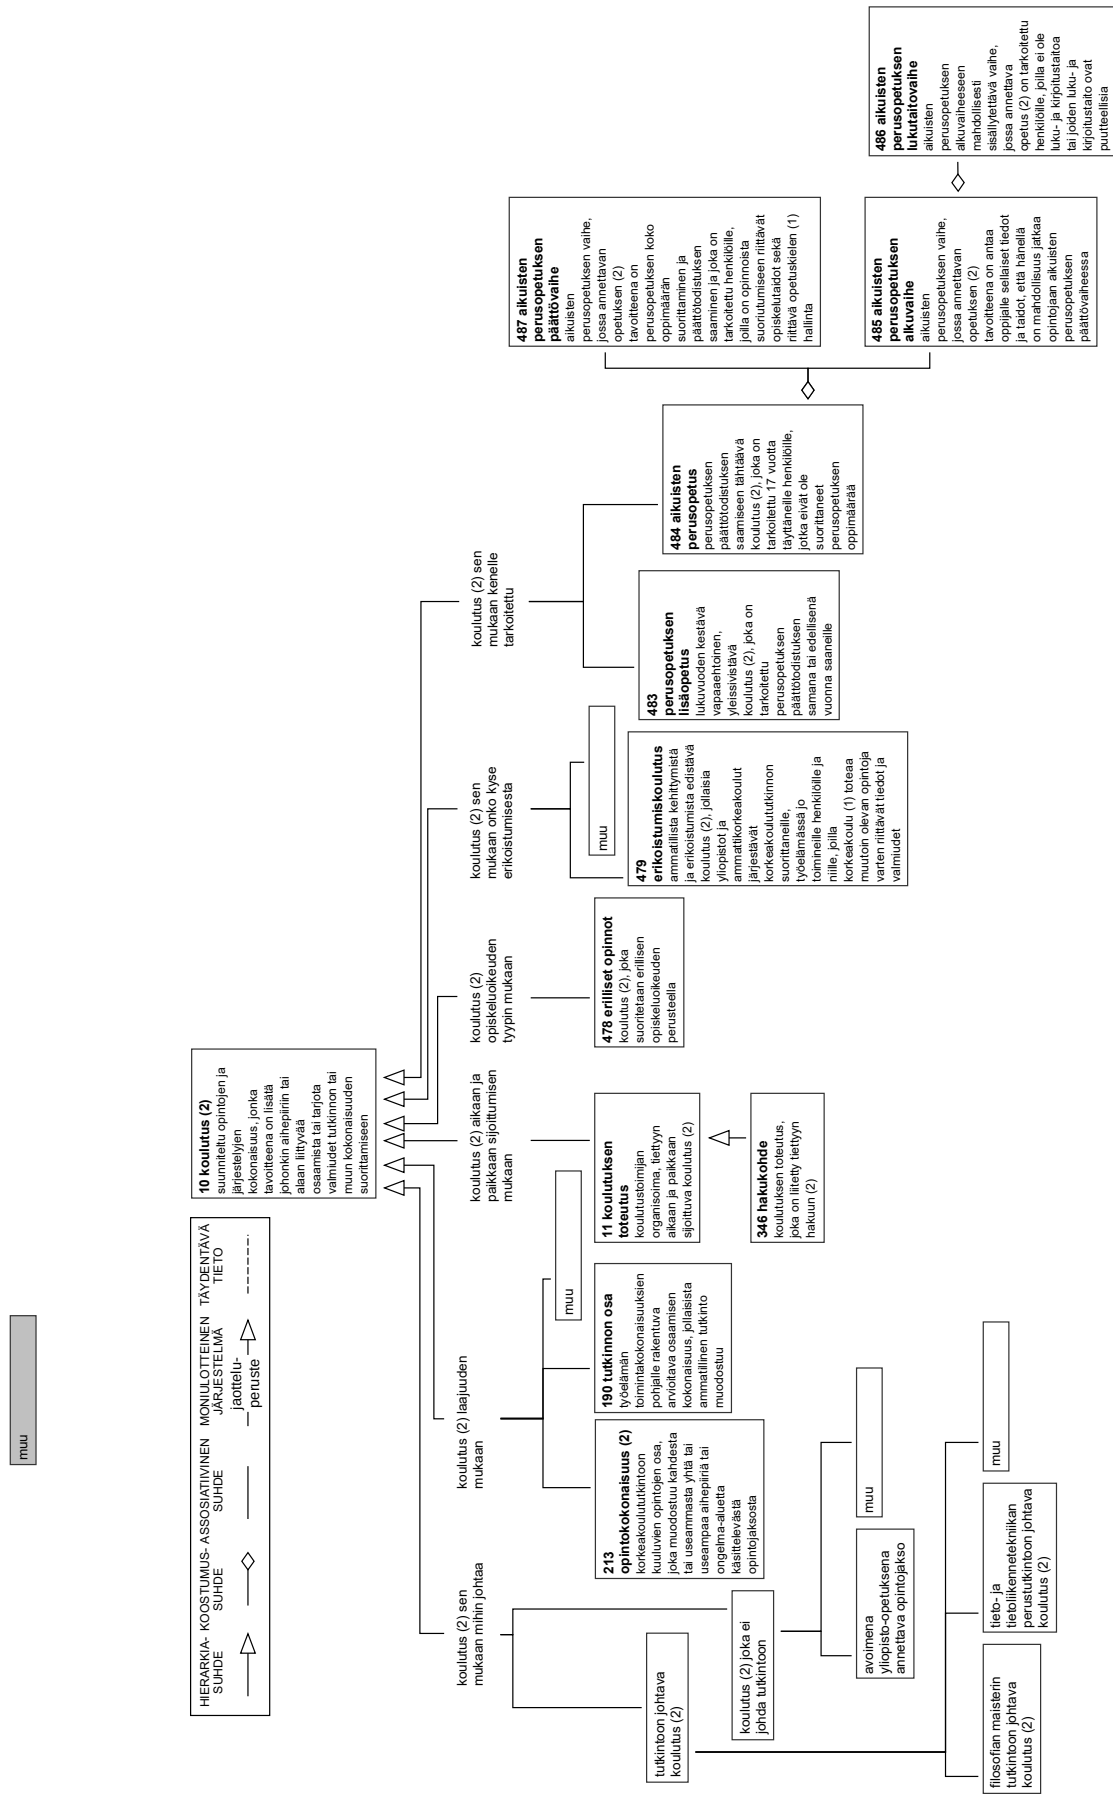 muu
HIERARKIA-
SUHDE
KOOSTUMUS-
SUHDE
ASSOSIATIIVINEN
SUHDE
MONIULOTTEINEN
JÄRJESTELMÄ
TÄYDENTÄVÄ
TIETO
jaottelu-
peruste
10 koulutus (2)
suunniteltu opintojen ja
järjestelyjen
kokonaisuus, jonka
tavoitteena on lisätä
johonkin aihepiiriin tai
alaan liittyvää
osaamista tai tarjota
valmiudet tutkinnon tai
muun kokonaisuuden
suorittamiseen
koulutus (2) sen
mukaan mihin johtaa
koulutus (2) laajuuden
mukaan
koulutus (2) aikaan ja
paikkaan sijoittumisen
mukaan
koulutus (2)
opiskeluoikeuden
tyypin mukaan
koulutus (2) sen
mukaan onko kyse
erikoistumisesta
koulutus (2) sen
mukaan kenelle
tarkoitettu
tutkintoon johtava
koulutus (2)
koulutus (2) joka ei
johda tutkintoon
213
opintokokonaisuus (2)
korkeakoulututkintoon
kuuluvien opintojen osa,
joka muodostuu kahdesta
tai useammasta yhtä tai
useampaa aihepiiriä tai
ongelma-aluetta
käsittelevästä
opintojaksosta
190 tutkinnon osa
työelämän
toimintakokonaisuuksien
pohjalle rakentuva
arvioitava osaamisen
kokonaisuus, jollaisista
ammatillinen tutkinto
muodostuu
muu
11 koulutuksen
toteutus
koulutustoimijan
organisoima, tiettyyn
aikaan ja paikkaan
sijoittuva koulutus (2)
346 hakukohde
koulutuksen toteutus,
joka on liitetty tiettyyn
hakuun (2)
478 erilliset opinnot
koulutus (2), joka
suoritetaan erillisen
opiskeluoikeuden
perusteella
479
erikoistumiskoulutus
ammatillista kehittymistä
ja erikoistumista edistävä
koulutus (2), jollaisia
yliopistot ja
ammattikorkeakoulut
järjestävät
korkeakoulututkinnon
suorittaneille,
työelämässä jo
toimineille henkilöille ja
niille, joilla
korkeakoulu (1) toteaa
muutoin olevan opintoja
varten riittävät tiedot ja
valmiudet
muu
483
perusopetuksen
lisäopetus
lukuvuoden kestävä
vapaaehtoinen,
yleissivistävä
koulutus (2), joka on
tarkoitettu
perusopetuksen
päättötodistuksen
samana tai edellisenä
vuonna saaneille
484 aikuisten
perusopetus
perusopetuksen
päättötodistuksen
saamiseen tähtäävä
koulutus (2), joka on
tarkoitettu 17 vuotta
täyttäneille henkilöille,
jotka eivät ole
suorittaneet
perusopetuksen
oppimäärää
487 aikuisten
perusopetuksen
päättövaihe
aikuisten
perusopetuksen vaihe,
jossa annettavan
opetuksen (2)
tavoitteena on
perusopetuksen koko
oppimäärän
suorittaminen ja
päättötodistuksen
saaminen ja joka on
tarkoitettu henkilöille,
joilla on opinnoista
suoriutumiseen riittävät
opiskelutaidot sekä
riittävä opetuskielen (1)
hallinta
485 aikuisten
perusopetuksen
alkuvaihe
aikuisten
perusopetuksen vaihe,
jossa annettavan
opetuksen (2)
tavoitteena on antaa
oppijalle sellaiset tiedot
ja taidot, että hänellä
on mahdollisuus jatkaa
opintojaan aikuisten
perusopetuksen
päättövaiheessa
486 aikuisten
perusopetuksen
lukutaitovaihe
aikuisten
perusopetuksen
alkuvaiheeseen
mahdollisesti
sisällytettävä vaihe,
jossa annettava
opetus (2) on tarkoitettu
henkilöille, joilla ei ole
luku- ja kirjoitustaitoa
tai joiden luku- ja
kirjoitustaito ovat
puutteellisia
avoimena
yliopisto-opetuksena
annettava opintojakso
muu
filosofian maisterin
tutkintoon johtava
koulutus (2)
tieto- ja
tietoliikennetekniikan
perustutkintoon johtava
koulutus (2)
muu